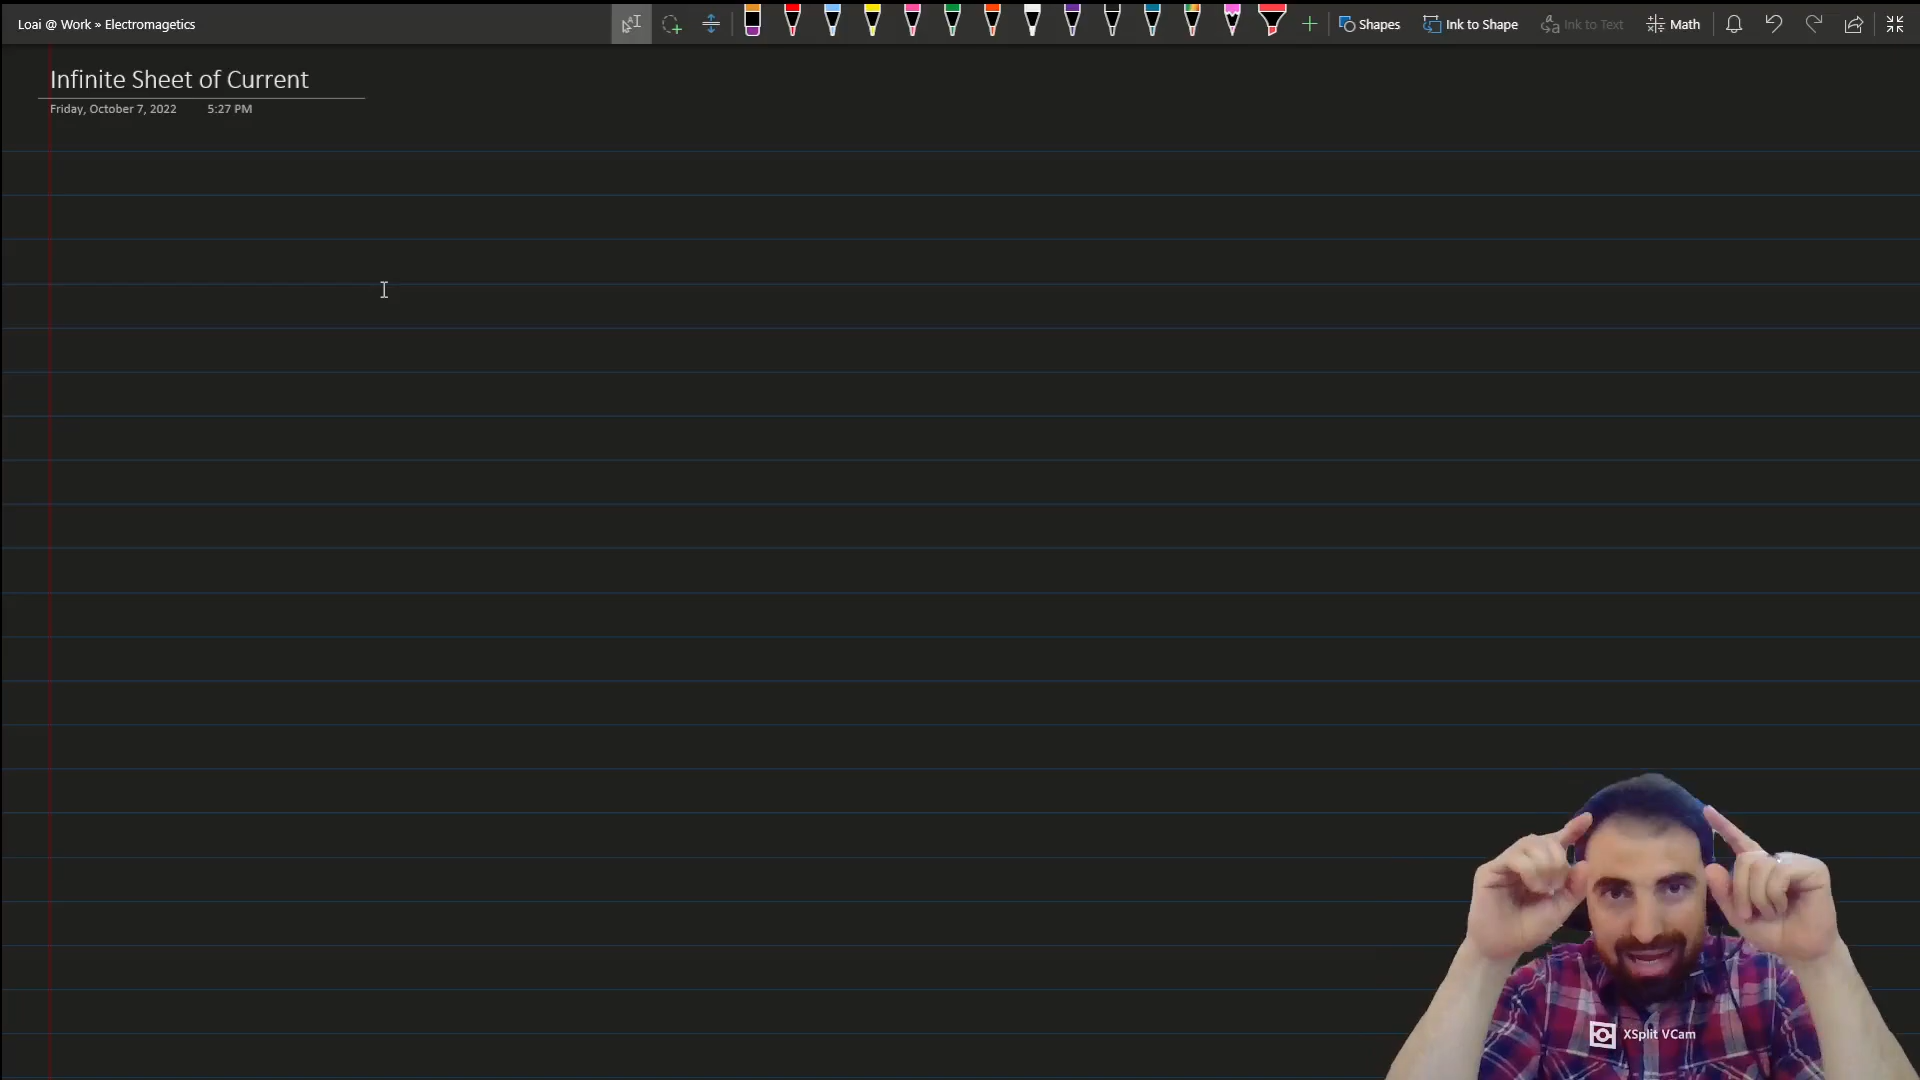 Loai @ Work » Electromagetics
Shapes
Ink to Shape
Ink to Text
Math
Infinite Sheet of Current
Friday, October 7, 2022 5:27 PM
XSplit VCam